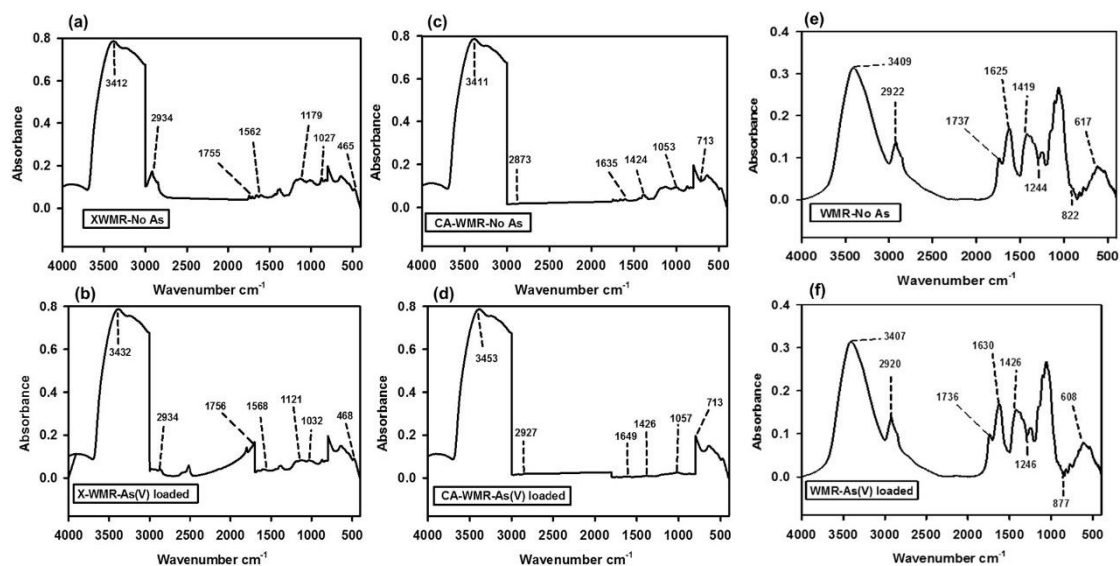 (a)
0.8
0.6
0.4
0.2
0.0
Absorbance
3412
2934
1755
1562
1179
1027
465
XWMR-No As
4000 3500 3000 2500 2000 1500 1000 500
Wavenumber cm-1
(c)
0.8
0.6
0.4
0.2
0.0
Absorbance
3411
2873
1635
1424
1053
713
CA-WMR-No As
4000 3500 3000 2500 2000 1500 1000 500
Wavenumber cm-1
(e)
0.4
0.3
0.2
0.1
0.0
Absorbance
3409
2922
1737
1625
1419
1244
822
617
WMR-No As
4000 3500 3000 2500 2000 1500 1000 500
Wavenumber cm-1
(b)
0.8
0.6
0.4
0.2
0.0
Absorbance
3432
2934
1756
1568
1121
1032
468
X-WMR-As(V) loaded
4000 3500 3000 2500 2000 1500 1000 500
Wavenumber cm-1
(d)
0.8
0.6
0.4
0.2
0.0
Absorbance
3453
2927
1649
1426
1057
713
CA-WMR-As(V) loaded
4000 3500 3000 2500 2000 1500 1000 500
Wavenumber cm-1
(f)
0.4
0.3
0.2
0.1
0.0
Absorbance
3407
2920
1736
1630
1426
1246
877
608
WMR-As(V) loaded
4000 3500 3000 2500 2000 1500 1000 500
Wavenumber cm-1